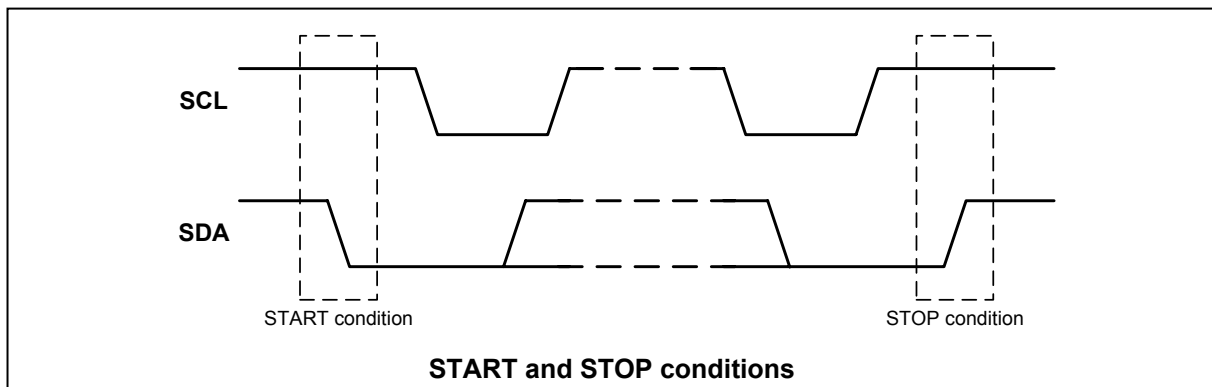 SCL
SDA
START condition
STOP condition
START and STOP conditions